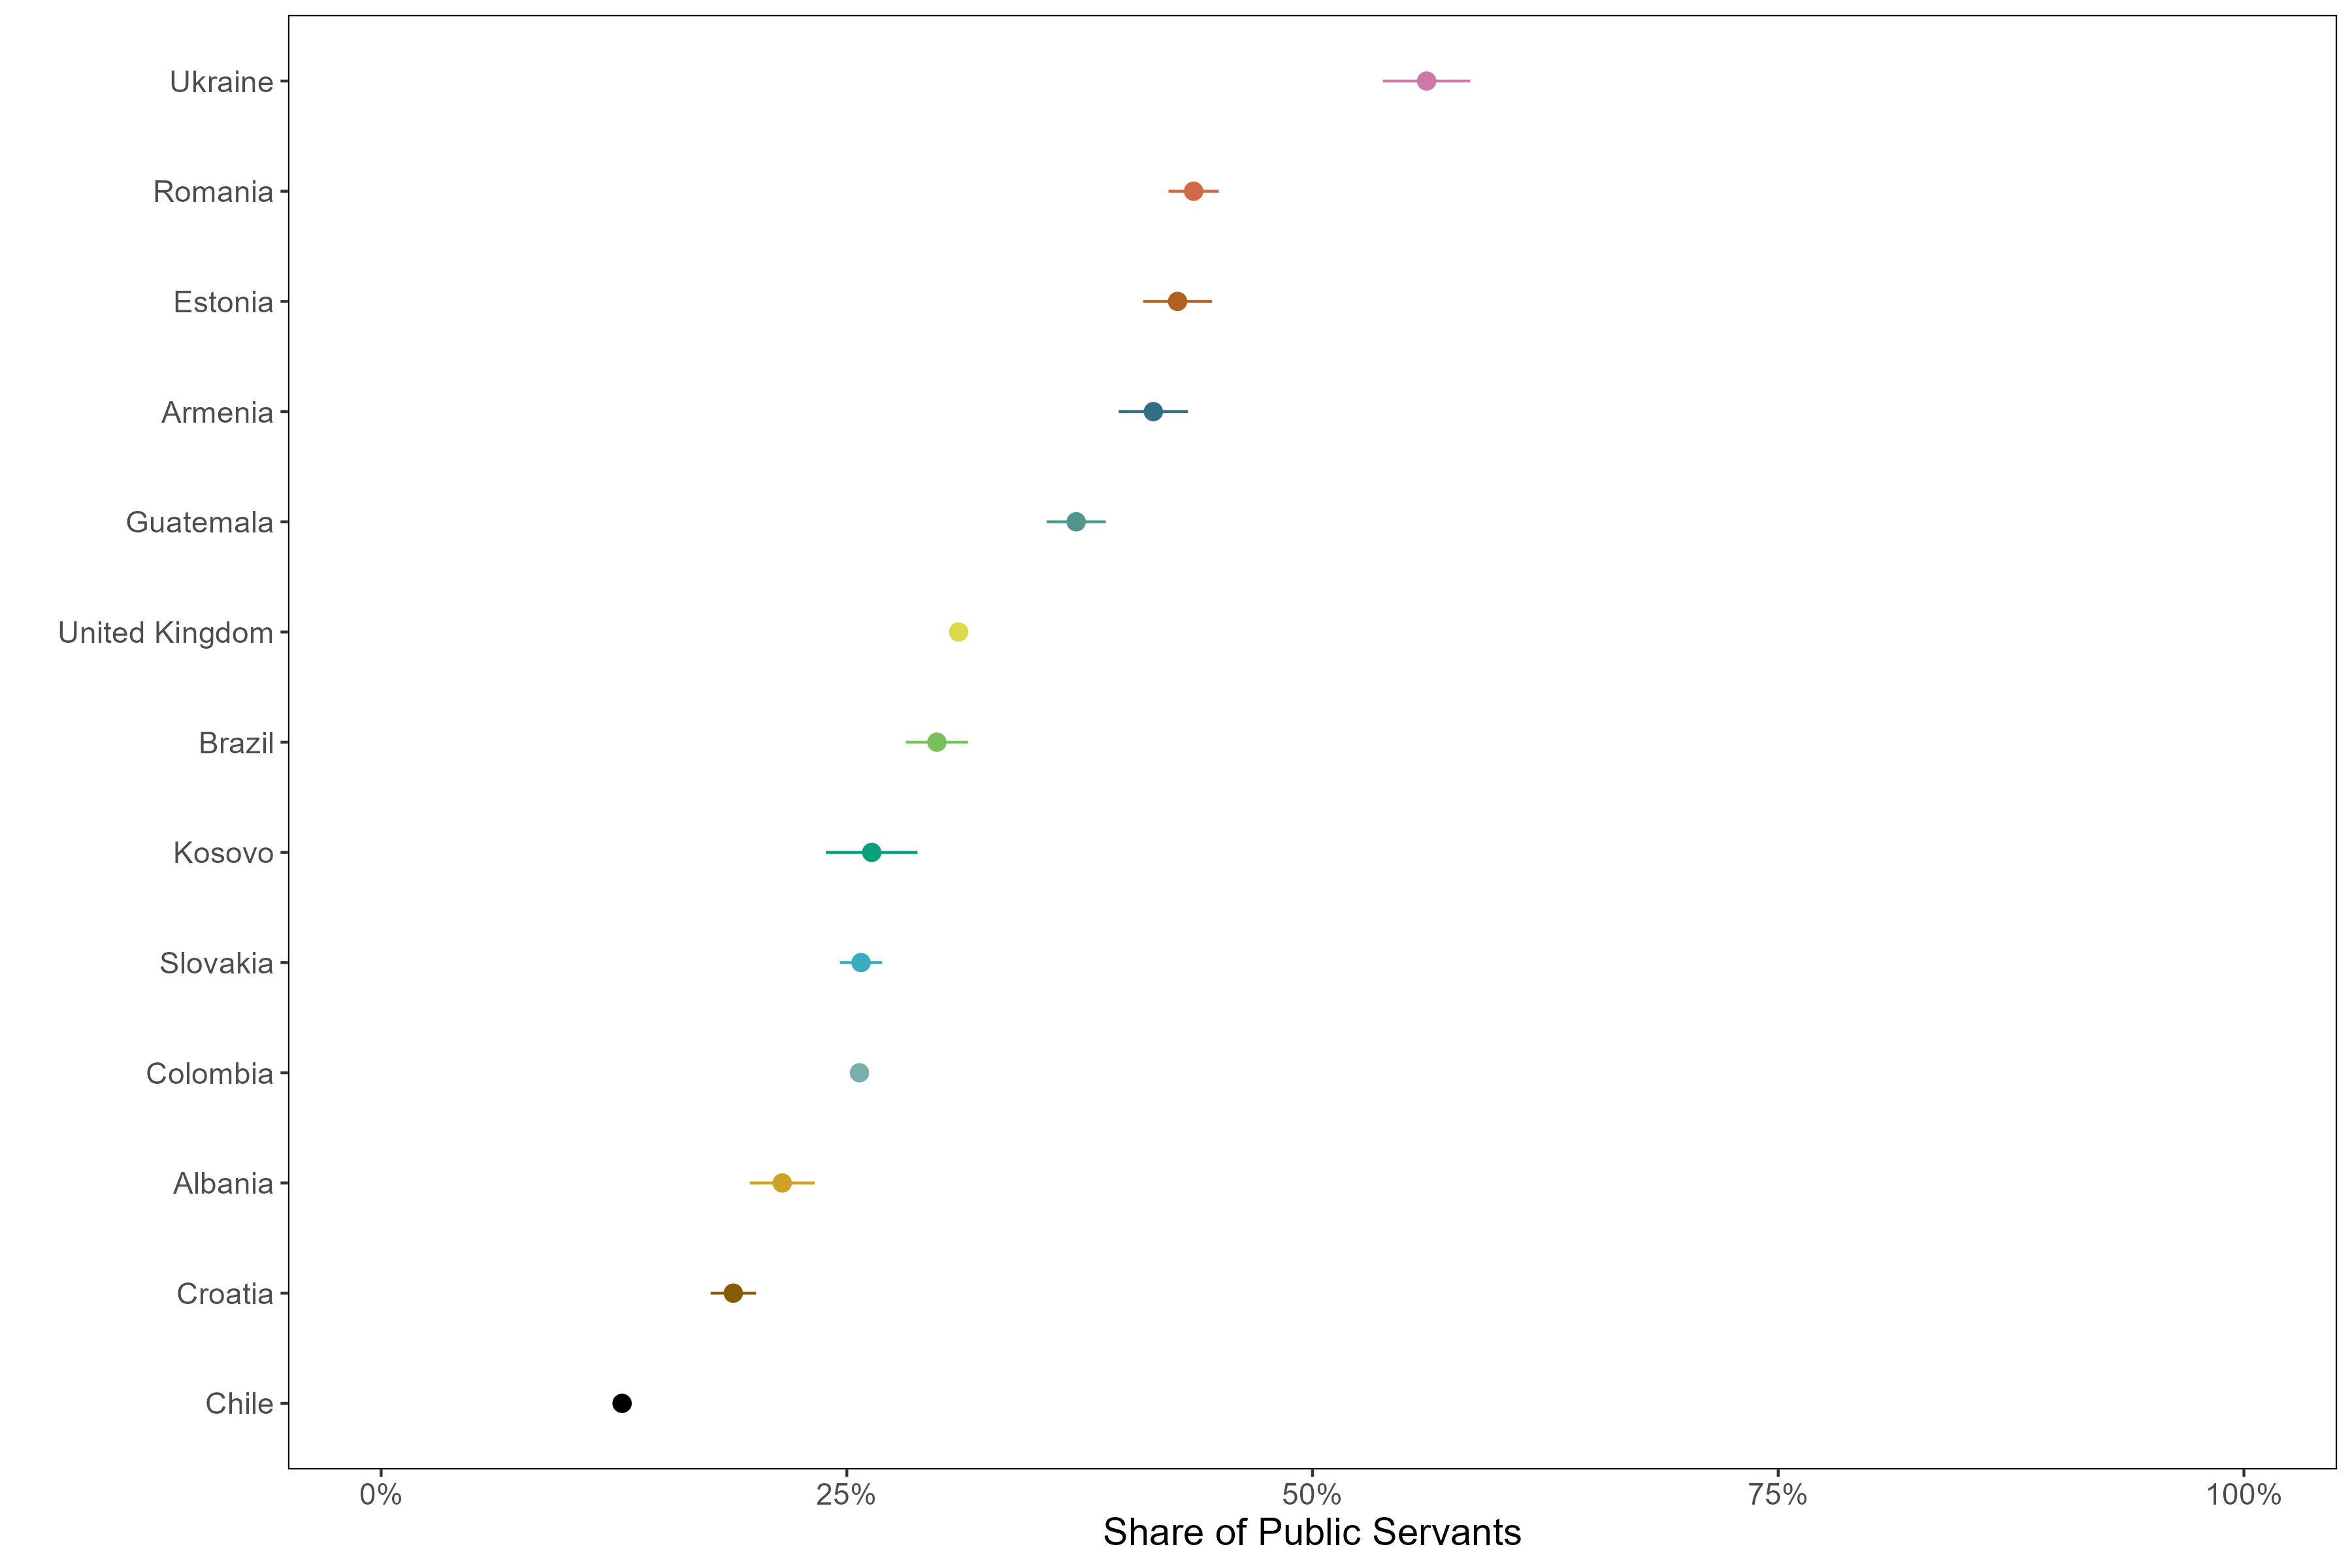 Ukraine
Romania
Estonia
Armenia
Guatemala
United Kingdom
Brazil
Kosovo
Slovakia
Colombia
Albania
Croatia
Chile
0% 25% 50% 75% 100%
Share of Public Servants